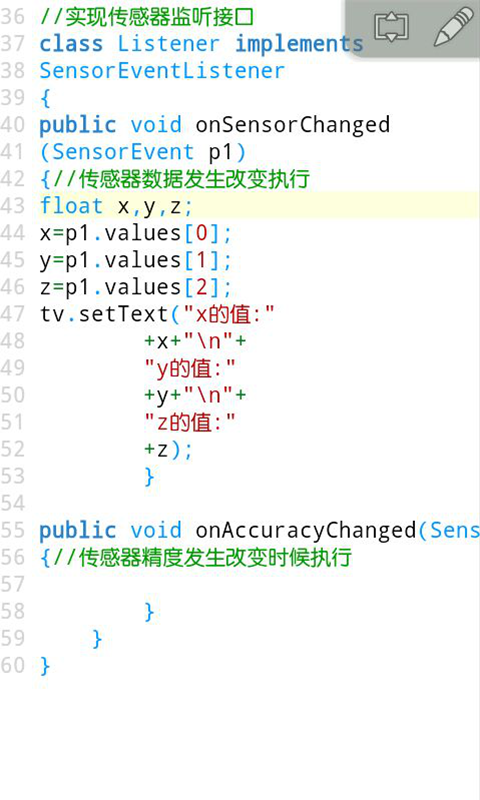 36 //实现传感器监听接口
37 class Listener implements
38 SensorEventListener
39 {
40 public void onSensorChanged
41 (SensorEvent p1)
42 {//传感器数据发生改变执行
43 float x,y,z;
44 x=p1.values[0];
45 y=p1.values[1];
46 z=p1.values[2];
47 tv.setText("x的值:"
48 +x+"\n"+
49 "y的值:"
50 +y+"\n"+
51 "z的值:"
52 +z);
53 }
54
55 public void onAccuracyChanged(Sens
56 {//传感器精度发生改变时候执行
57
58 }
59 }
60 }